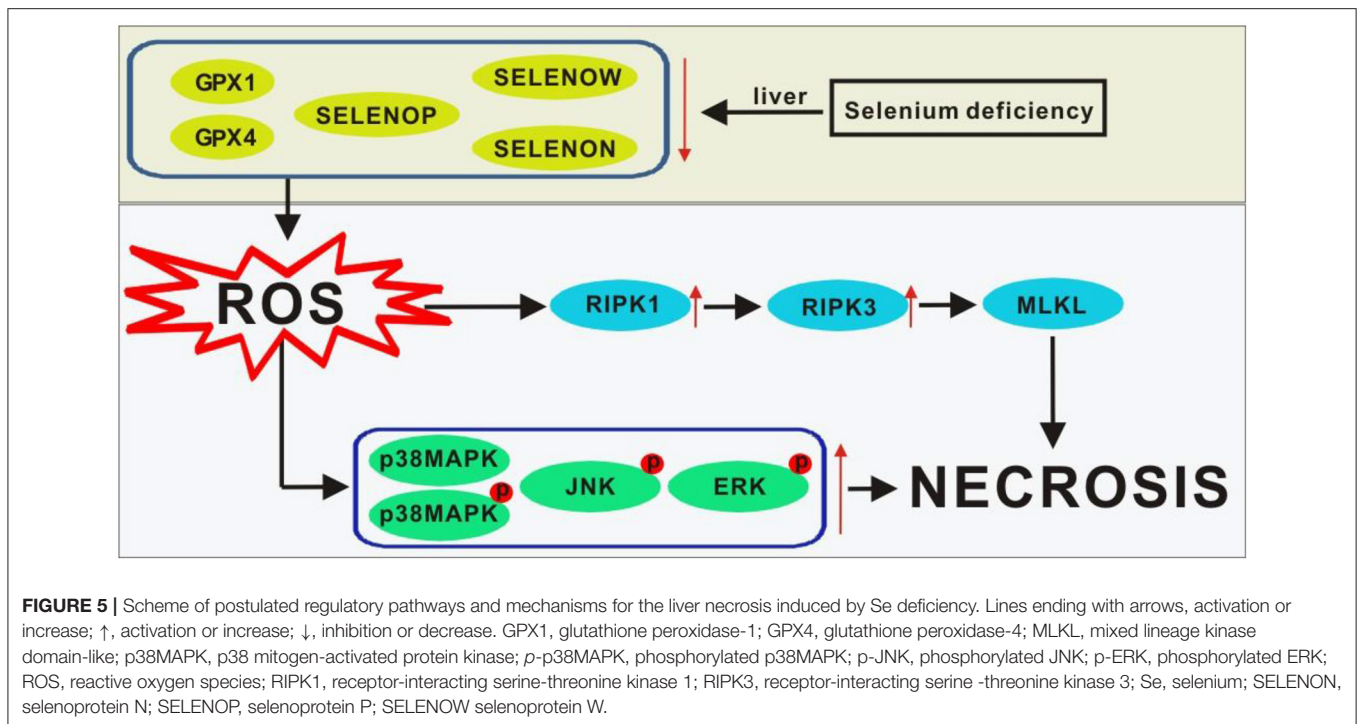 GPX1
GPX4
SELENOP
SELENOW
SELENON
liver
Selenium deficiency
ROS
RIPK1
RIPK3
MLKL
p38MAPK
p
p38MAPK
p
JNK
p
ERK
NECROSIS
FIGURE 5 | Scheme of postulated regulatory pathways and mechanisms for the liver necrosis induced by Se deficiency. Lines ending with arrows, activation or
increase; ↑, activation or increase; ↓, inhibition or decrease. GPX1, glutathione peroxidase-1; GPX4, glutathione peroxidase-4; MLKL, mixed lineage kinase
domain-like; p38MAPK, p38 mitogen-activated protein kinase; p-p38MAPK, phosphorylated p38MAPK; p-JNK, phosphorylated JNK; p-ERK, phosphorylated ERK;
ROS, reactive oxygen species; RIPK1, receptor-interacting serine-threonine kinase 1; RIPK3, receptor-interacting serine -threonine kinase 3; Se, selenium; SELENON,
selenoprotein N; SELENOP, selenoprotein P; SELENOW selenoprotein W.